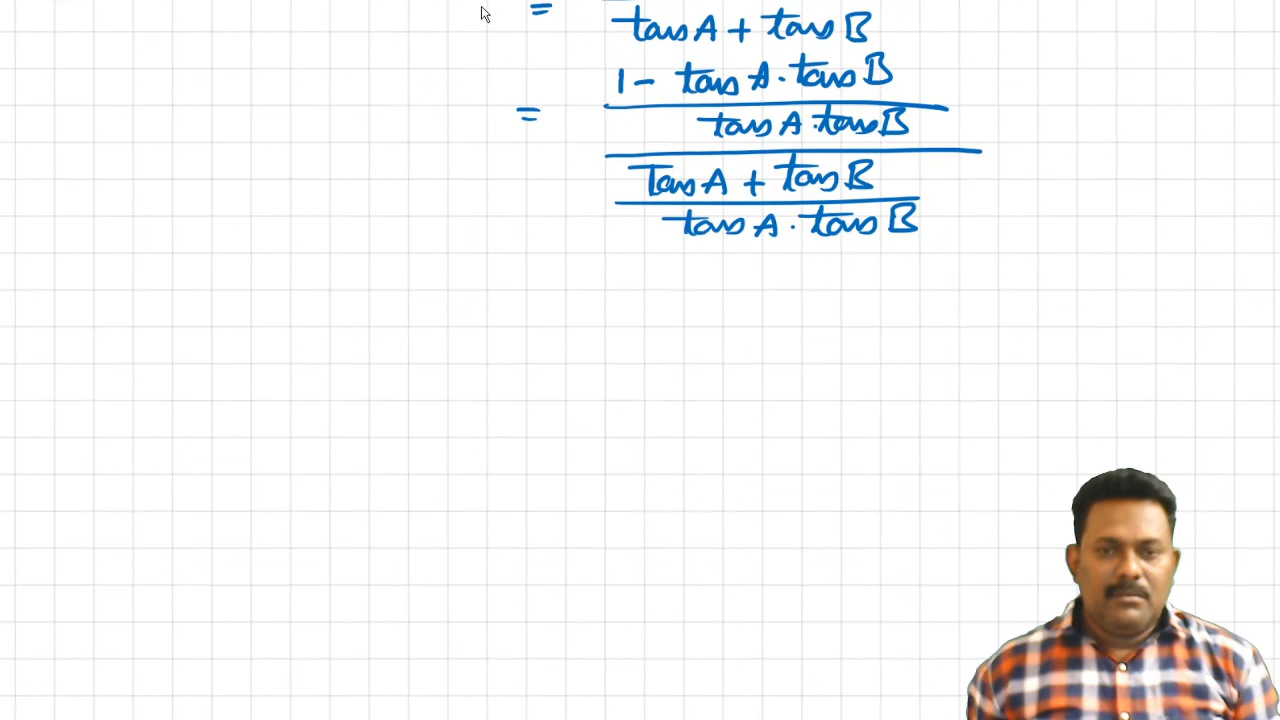 =
tanA + tanB
1 - tanA . tanB
=
tanA . tanB
TanA + tanB
tanA . tanB